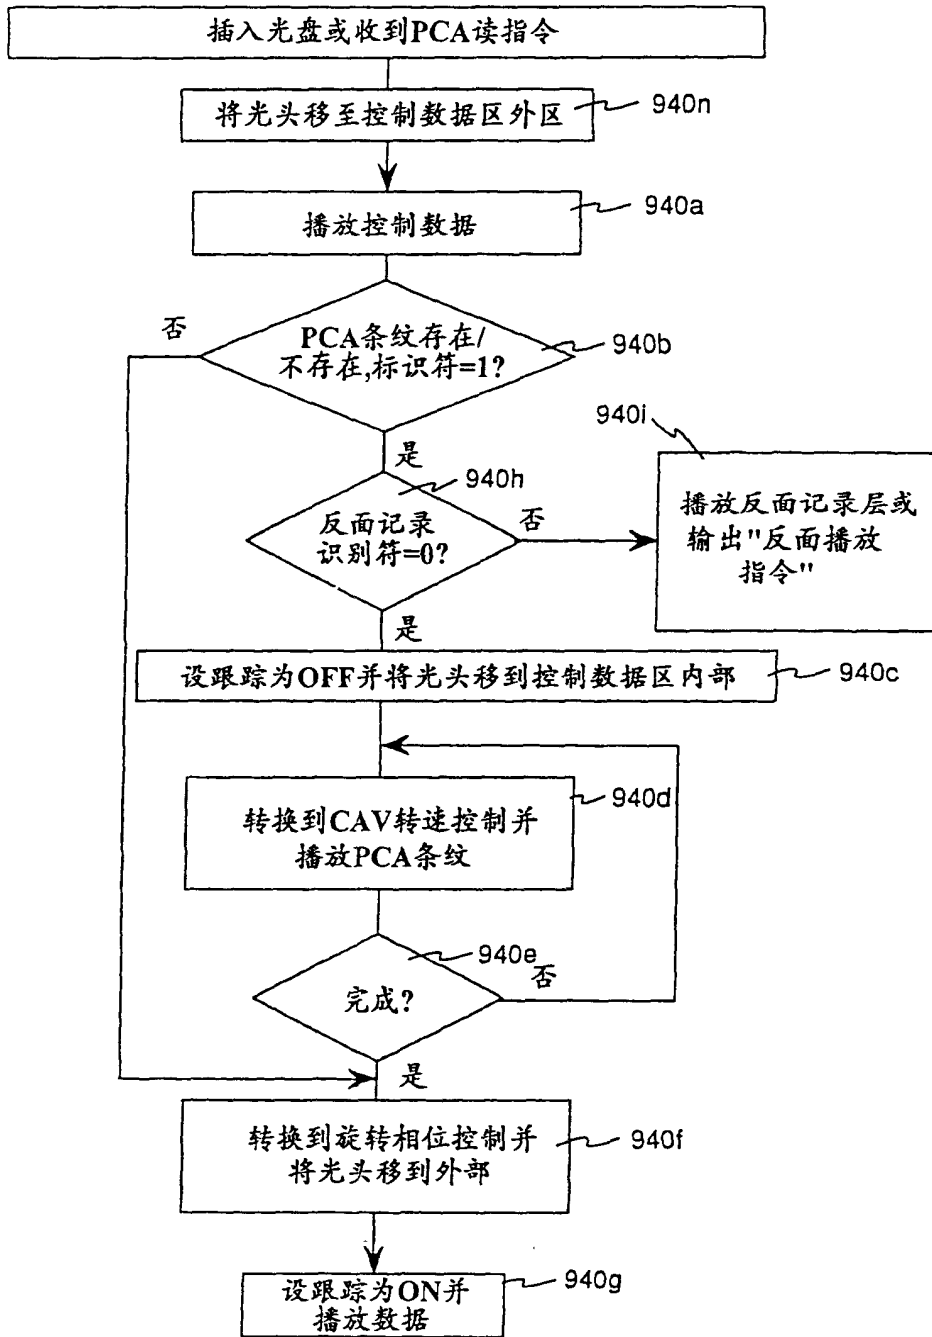 插入光盘或收到PCA读指令
将光头移至控制数据区外区
940n
播放控制数据
940a
否
PCA条纹存在/
不存在,标识符=1?
940b
是
940i
940h
反面记录
识别符=0?
否
播放反面记录层或
输出"反面播放
指令"
是
设跟踪为OFF并将光头移到控制数据区内部
940c
转换到CAV转速控制并
播放PCA条纹
940d
940e
完成?
否
是
转换到旋转相位控制并
将光头移到外部
940f
设跟踪为ON并
播放数据
940g